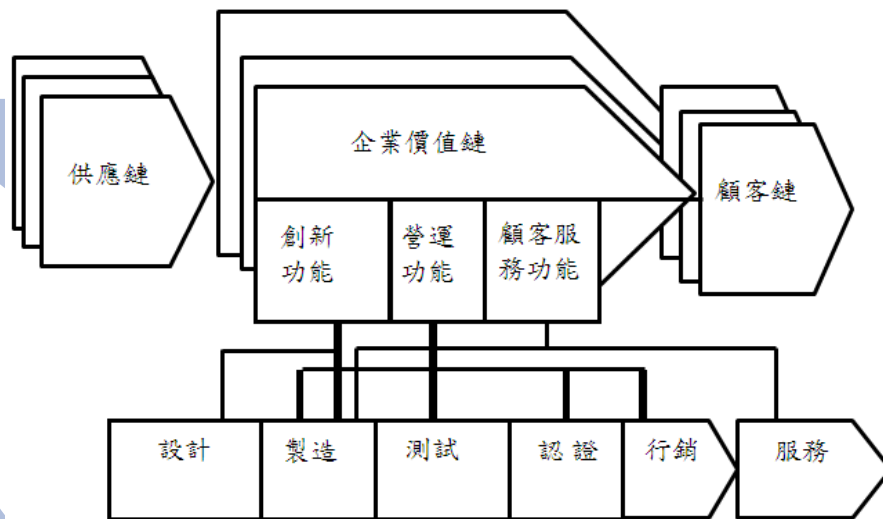 企業價值鏈
供應鏈
顧客鏈
創新
功能
營運
功能
顧客服
務功能
設計
製造
測試
認證
行銷
服務